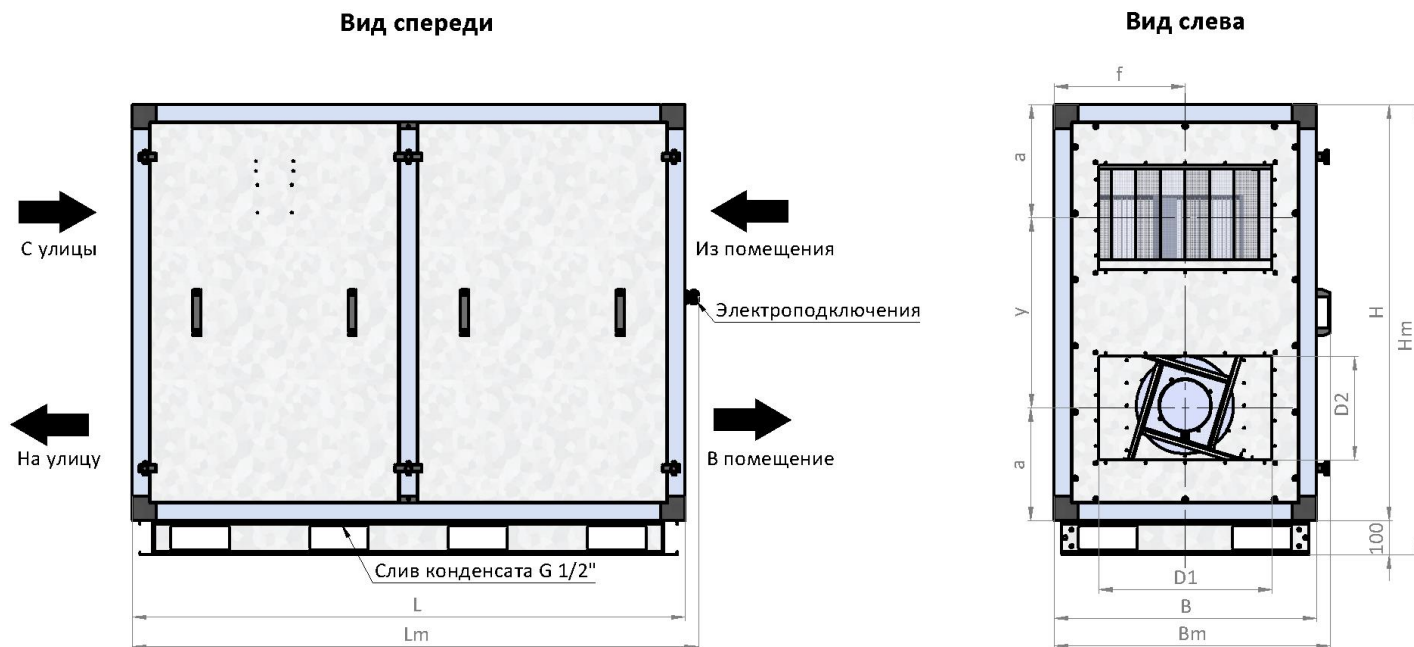 Вид спереди
Вид слева
f
a
С улицы
Из помещения
y
H
Hm
Электроподключения
D2
На улицу
В помещение
a
100
Слив конденсата G 1/2"
D1
L
B
Lm
Bm